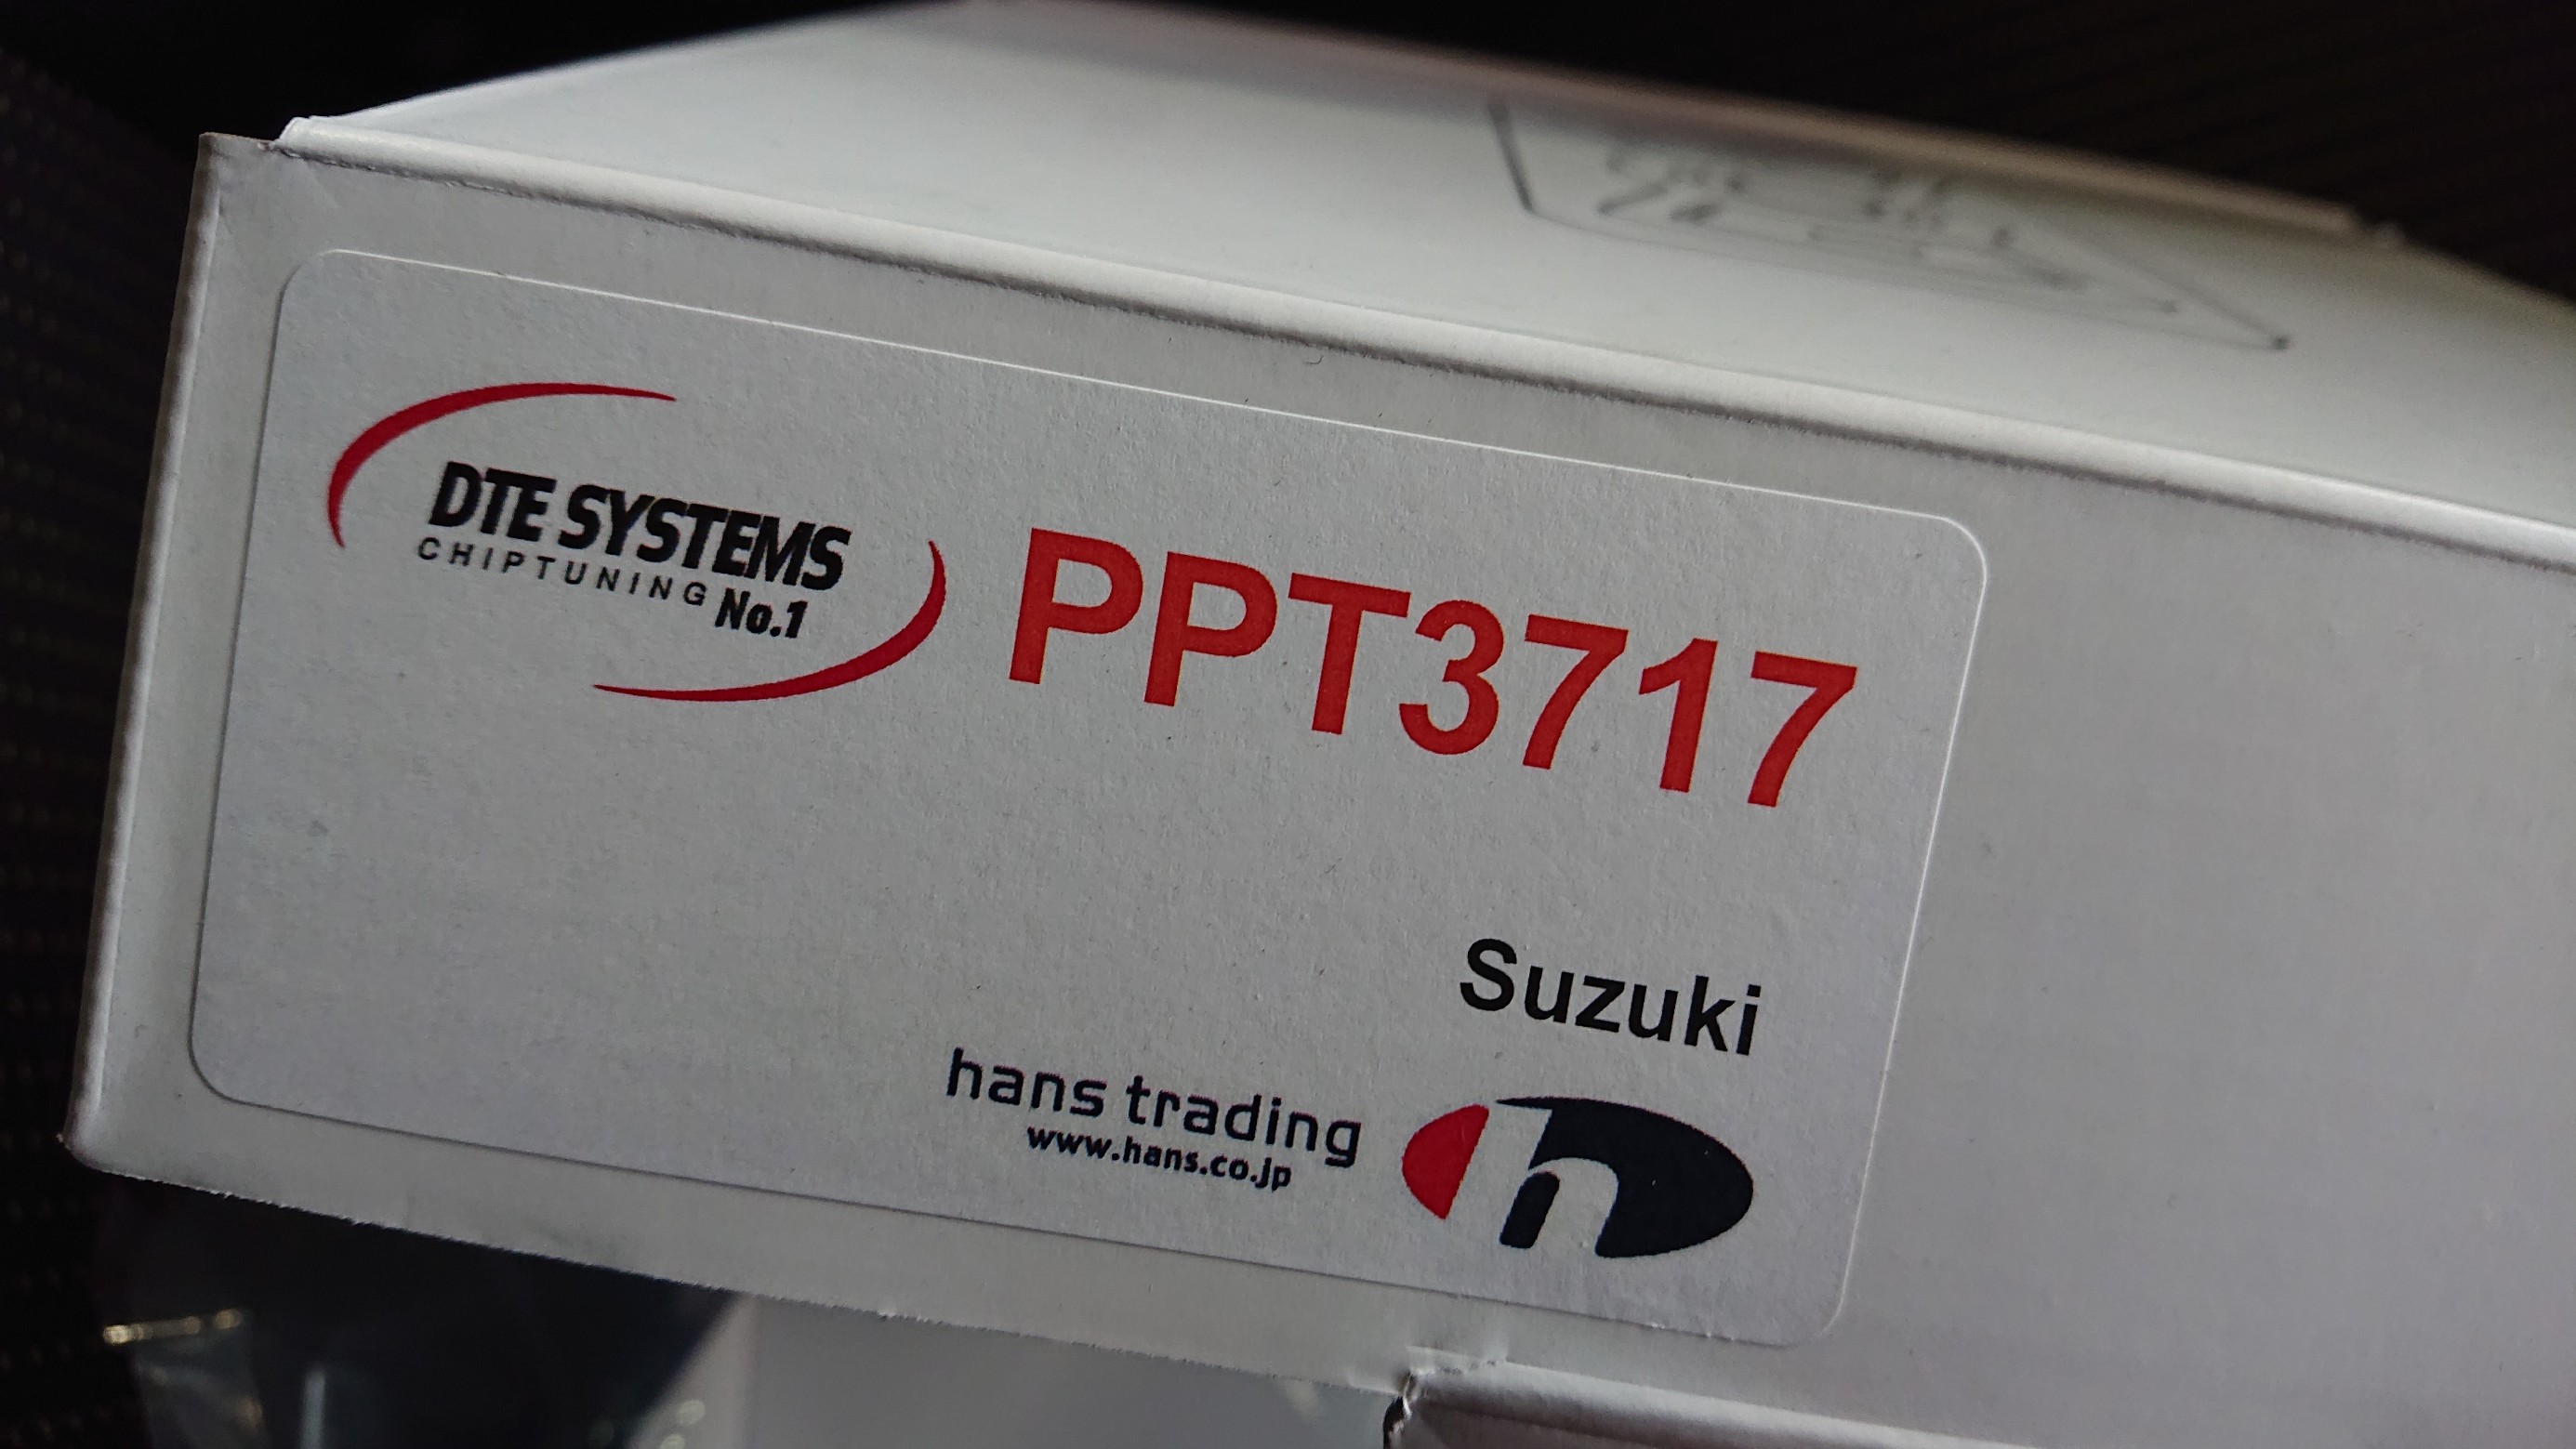 DTE SYSTEMS
CHIPTUNING No.1
PPT3717
Suzuki
hans trading
www.hans.co.jp
h